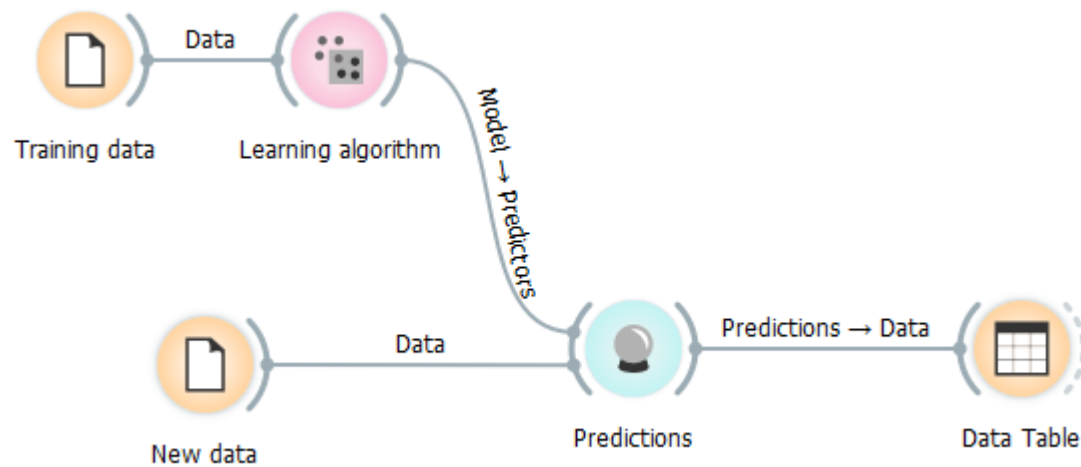 Data
Training data
Learning algorithm
Model → Predictors
Data
Predictions → Data
New data
Predictions
Data Table